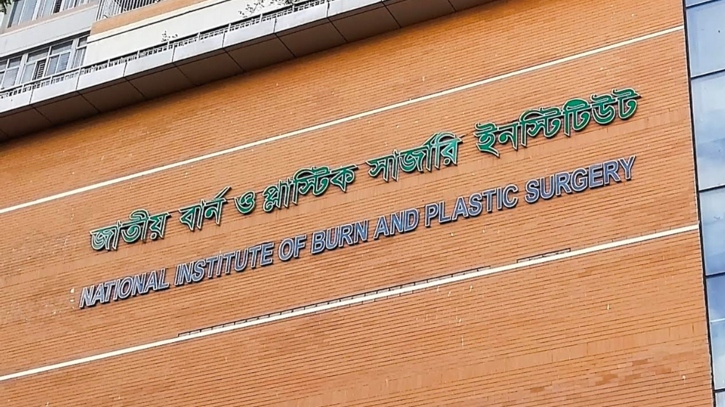 জাতীয় বার্ন ও প্লাস্টিক সার্জারি ইনস্টিটিউট
NATIONAL INSTITUTE OF BURN AND PLASTIC SURGERY